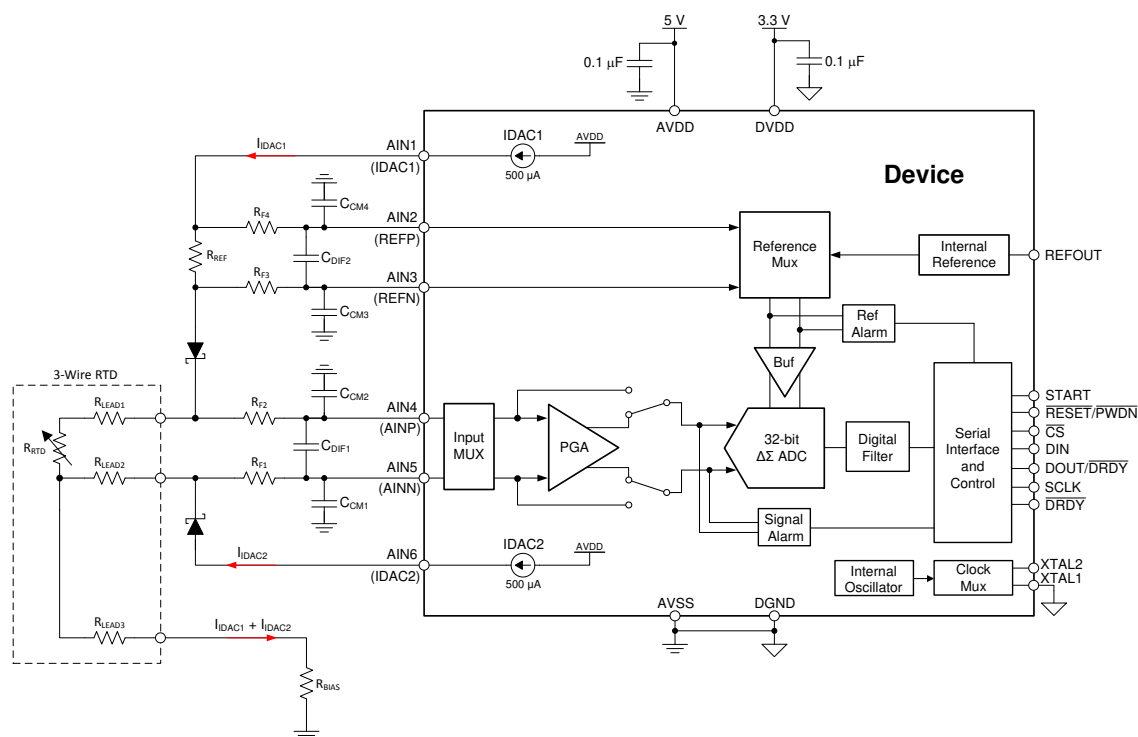 5 V
3.3 V
0.1 µF
0.1 µF
AVDD
DVDD
IIDAC1
AIN1
(IDAC1)
IDAC1
AVDD
500 µA
Device
CCM4
RF4
AIN2
(REFP)
RREF
CDIF2
Reference
Mux
Internal
Reference
REFOUT
RF3
AIN3
(REFN)
CCM3
Ref
Alarm
Buf
3-Wire RTD
CCM2
RLEAD1
RF2
AIN4
(AINP)
RRTD
CDIF1
Input
MUX
PGA
32-bit
ΔΣ ADC
Digital
Filter
Serial
Interface
and
Control
START
RESET/PWDN
CS
DIN
DOUT/DRDY
SCLK
DRDY
RLEAD2
RF1
AIN5
(AINN)
CCM1
Signal
Alarm
IIDAC2
AIN6
(IDAC2)
IDAC2
AVDD
500 µA
Internal
Oscillator
Clock
Mux
XTAL2
XTAL1
AVSS
DGND
RLEAD3
IIDAC1 + IIDAC2
RBIAS